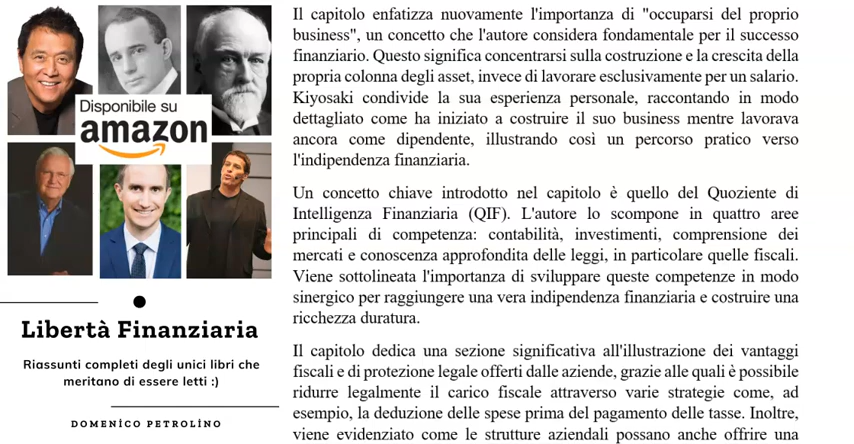 Disponibile su
amazon
Libertà Finanziaria
Riassunti completi degli unici libri che
meritano di essere letti :)
DOMENİCO PETROLİNO
Il capitolo enfatizza nuovamente l'importanza di "occuparsi del proprio
business", un concetto che l'autore considera fondamentale per il successo
finanziario. Questo significa concentrarsi sulla costruzione e la crescita della
propria colonna degli asset, invece di lavorare esclusivamente per un salario.
Kiyosaki condivide la sua esperienza personale, raccontando in modo
dettagliato come ha iniziato a costruire il suo business mentre lavorava
ancora come dipendente, illustrando così un percorso pratico verso
l'indipendenza finanziaria.
Un concetto chiave introdotto nel capitolo è quello del Quoziente di
Intelligenza Finanziaria (QIF). L'autore lo scompone in quattro aree
principali di competenza: contabilità, investimenti, comprensione dei
mercati e conoscenza approfondita delle leggi, in particolare quelle fiscali.
Viene sottolineata l'importanza di sviluppare queste competenze in modo
sinergico per raggiungere una vera indipendenza finanziaria e costruire una
ricchezza duratura.
Il capitolo dedica una sezione significativa all'illustrazione dei vantaggi
fiscali e di protezione legale offerti dalle aziende, grazie alle quali è possibile
ridurre legalmente il carico fiscale attraverso varie strategie come, ad
esempio, la deduzione delle spese prima del pagamento delle tasse. Inoltre,
viene evidenziato come le strutture aziendali possano anche offrire una